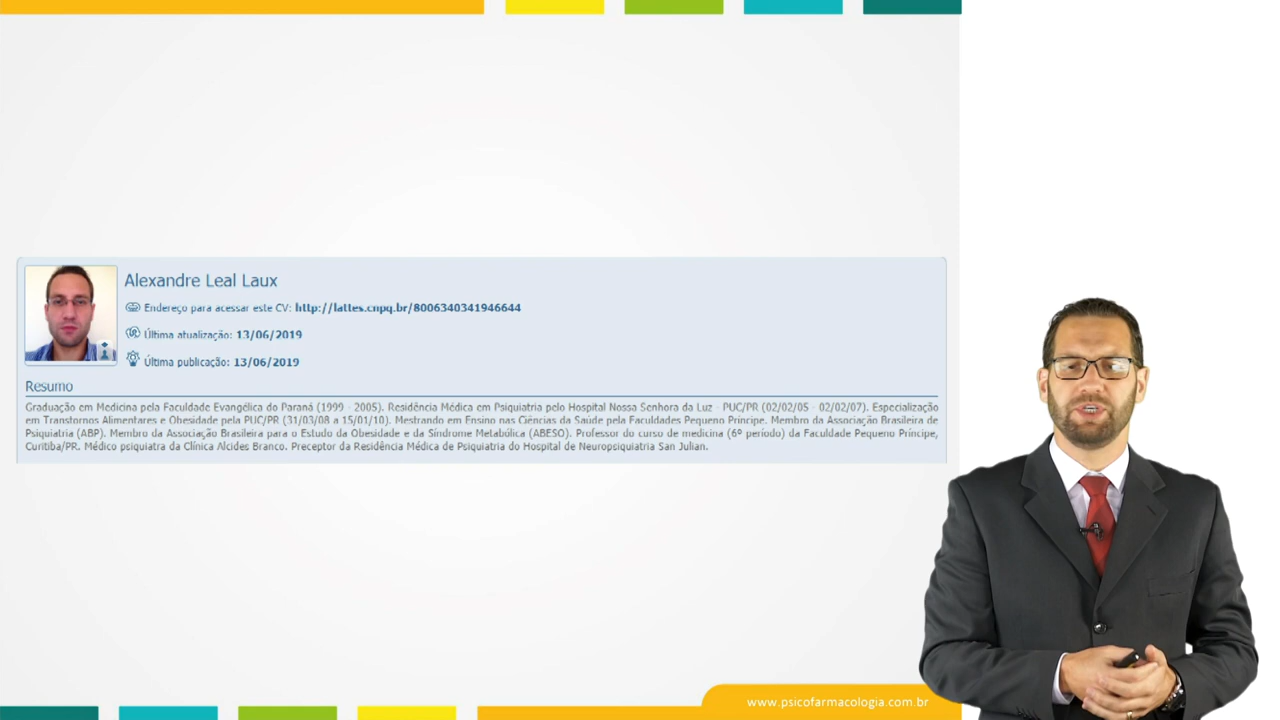 Alexandre Leal Laux
Endereço para acessar este CV: http://lattes.cnpq.br/8006340341946644
Última atualização: 13/06/2019
Última publicação: 13/06/2019
Resumo
Graduação em Medicina pela Faculdade Evangélica do Paraná (1999 - 2005). Residência Médica em Psiquiatria pelo Hospital Nossa Senhora da Luz - PUC/PR (02/02/05 - 02/02/07). Especialização
em Transtornos Alimentares e Obesidade pela PUC/PR (31/03/08 a 15/01/10). Mestrando em Ensino nas Ciências da Saúde pela Faculdades Pequeno Príncipe. Membro da Associação Brasileira de
Psiquiatria (ABP). Membro da Associação Brasileira para o Estudo da Obesidade e da Síndrome Metabólica (ABESO). Professor do curso de medicina (6º período) da Faculdade Pequeno Príncipe,
Curitiba/PR. Médico psiquiatra da Clínica Alcides Branco. Preceptor da Residência Médica de Psiquiatria do Hospital de Neuropsiquiatria San Julian.
www.psicofarmacologia.com.br